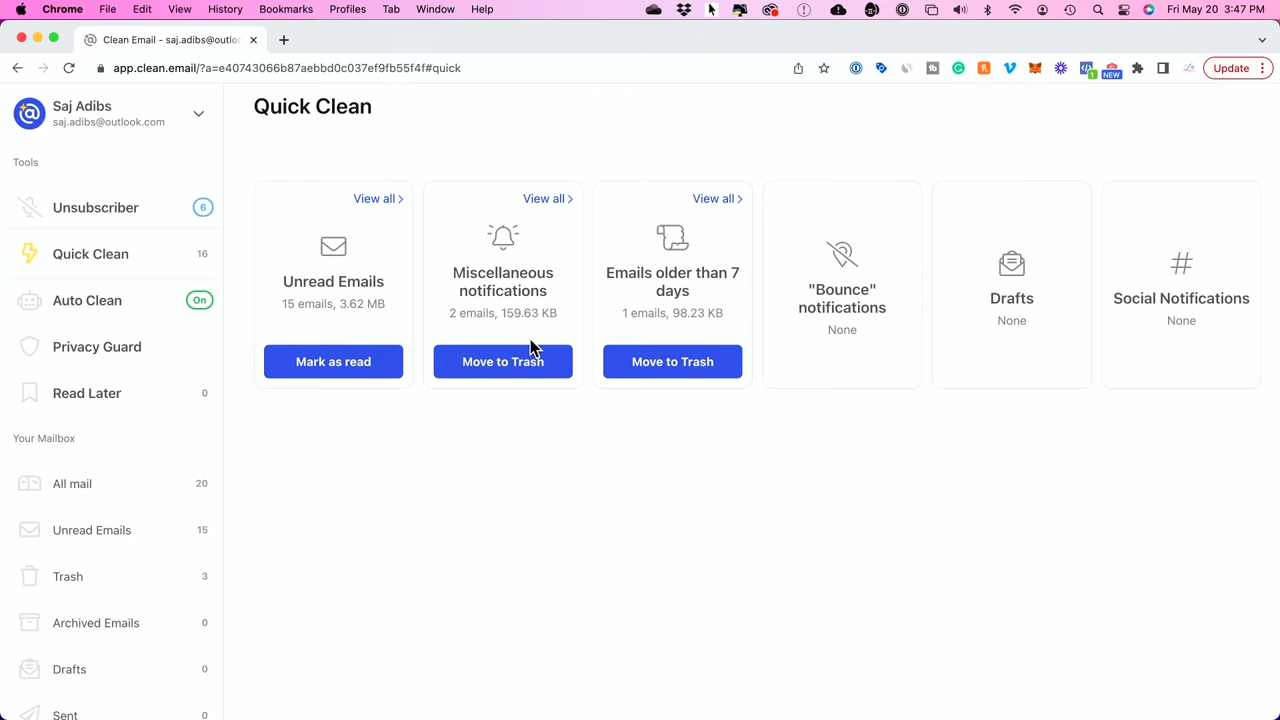 Chrome File Edit View History Bookmarks Profiles Tab Window Help Fri May 20 3:47 PM
Clean Email - saj.adibs@outloo
app.clean.email/?a=e40743066b87aebbd0c037ef9fb55f4f#quick
NEW
1
Update
Saj Adibs
saj.adibs@outlook.com
Tools
Unsubscriber 6
Quick Clean 16
Auto Clean On
Privacy Guard
Read Later 0
Your Mailbox
All mail 20
Unread Emails 15
Trash 3
Archived Emails 0
Drafts 0
Sent 0
Quick Clean
View all >
Unread Emails
15 emails, 3.62 MB
Mark as read
View all >
Miscellaneous
notifications
2 emails, 159.63 KB
Move to Trash
View all >
Emails older than 7
days
1 emails, 98.23 KB
Move to Trash
"Bounce"
notifications
None
Drafts
None
#
Social Notifications
None